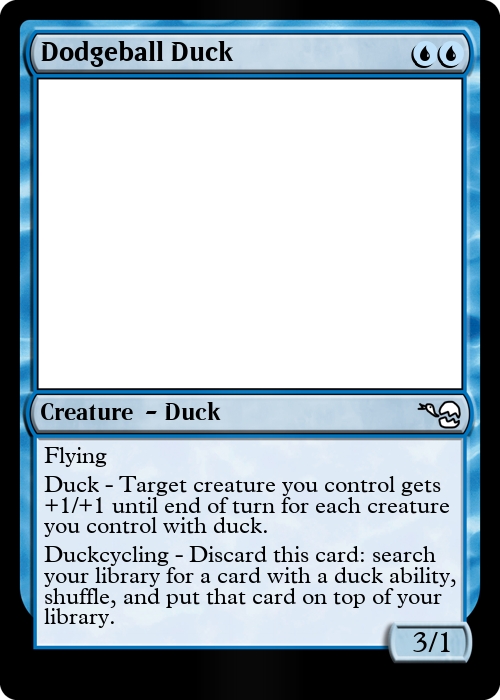 Dodgeball Duck
Creature – Duck
Flying
Duck - Target creature you control gets
+1/+1 until end of turn for each creature
you control with duck.
Duckcycling - Discard this card: search
your library for a card with a duck ability,
shuffle, and put that card on top of your
library.
3/1